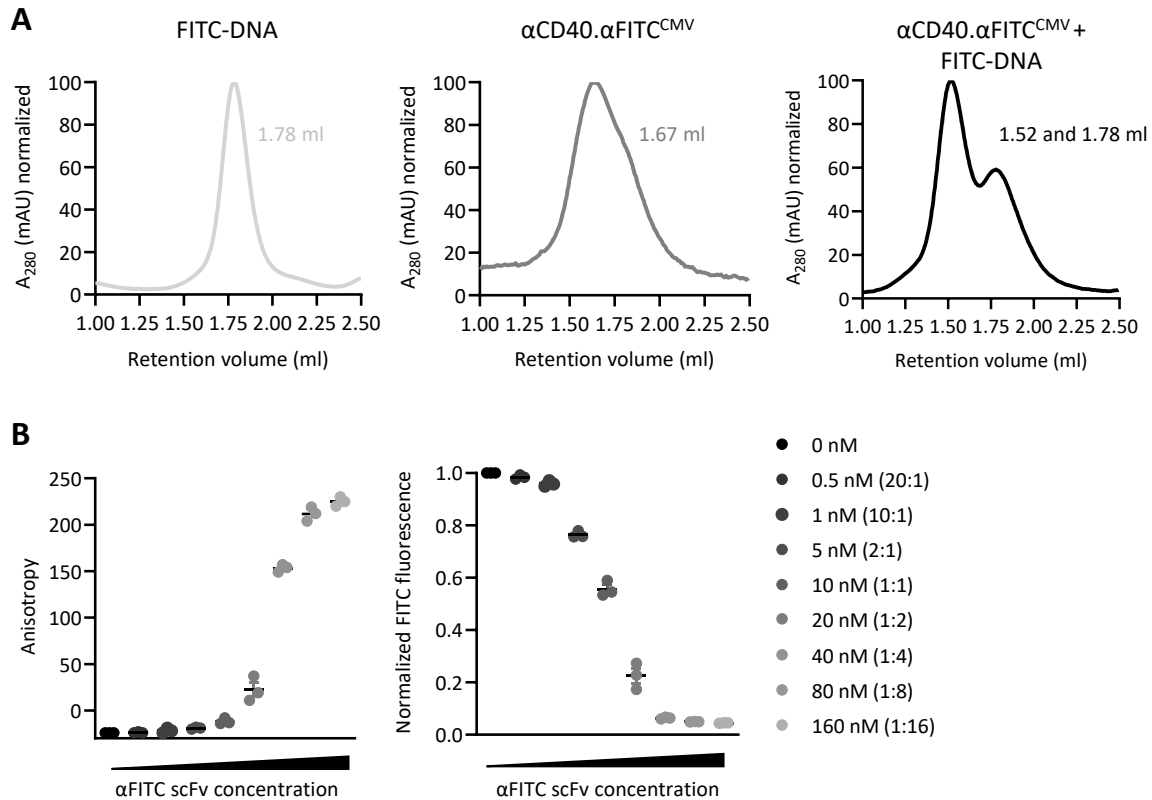 A
FITC-DNA
100
80
60
40
20
0
A280 (mAU) normalized
1.78 ml
1.00 1.25 1.50 1.75 2.00 2.25 2.50
Retention volume (ml)
αCD40.αFITCCMV
100
80
60
40
20
0
A280 (mAU) normalized
1.67 ml
1.00 1.25 1.50 1.75 2.00 2.25 2.50
Retention volume (ml)
αCD40.αFITCCMV +
FITC-DNA
100
80
60
40
20
0
A280 (mAU) normalized
1.52 and 1.78 ml
1.00 1.25 1.50 1.75 2.00 2.25 2.50
Retention volume (ml)
B
250
200
150
100
50
0
Anisotropy
αFITC scFv concentration
1.0
0.8
0.6
0.4
0.2
0.0
Normalized FITC fluorescence
αFITC scFv concentration
0 nM
0.5 nM (20:1)
1 nM (10:1)
5 nM (2:1)
10 nM (1:1)
20 nM (1:2)
40 nM (1:4)
80 nM (1:8)
160 nM (1:16)